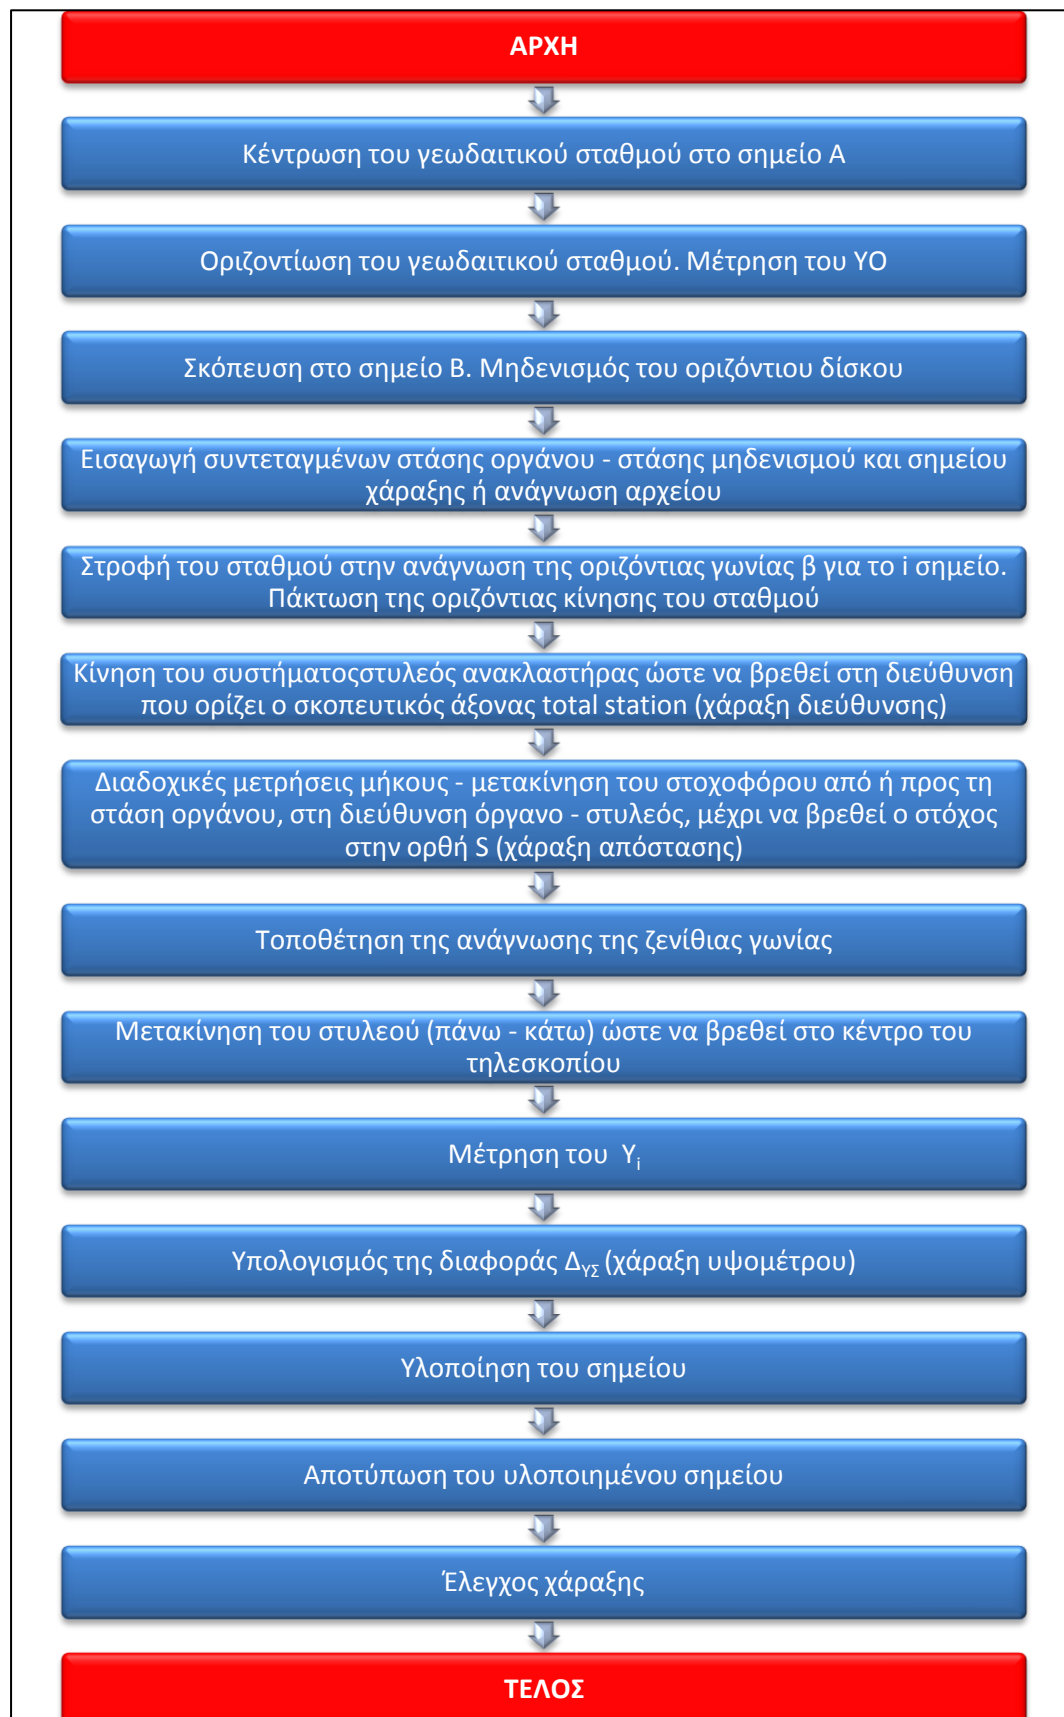 ΑΡΧΗ
Κέντρωση του γεωδαιτικού σταθμού στο σημείο Α
Οριζοντίωση του γεωδαιτικού σταθμού. Μέτρηση του ΥΟ
Σκόπευση στο σημείο Β. Μηδενισμός του οριζόντιου δίσκου
Εισαγωγή συντεταγμένων στάσης οργάνου - στάσης μηδενισμού και σημείου
χάραξης ή ανάγνωση αρχείου
Στροφή του σταθμού στην ανάγνωση της οριζόντιας γωνίας β για το i σημείο.
Πάκτωση της οριζόντιας κίνησης του σταθμού
Κίνηση του συστήματοςστυλεός ανακλαστήρας ώστε να βρεθεί στη διεύθυνση
που ορίζει ο σκοπευτικός άξονας total station (χάραξη διεύθυνσης)
Διαδοχικές μετρήσεις μήκους - μετακίνηση του στοχοφόρου από ή προς τη
στάση οργάνου, στη διεύθυνση όργανο - στυλεός, μέχρι να βρεθεί ο στόχος
στην ορθή S (χάραξη απόστασης)
Τοποθέτηση της ανάγνωσης της ζενίθιας γωνίας
Μετακίνηση του στυλεού (πάνω - κάτω) ώστε να βρεθεί στο κέντρο του
τηλεσκοπίου
Μέτρηση του Υi
Υπολογισμός της διαφοράς ΔΥΣ (χάραξη υψομέτρου)
Υλοποίηση του σημείου
Αποτύπωση του υλοποιημένου σημείου
Έλεγχος χάραξης
ΤΕΛΟΣ